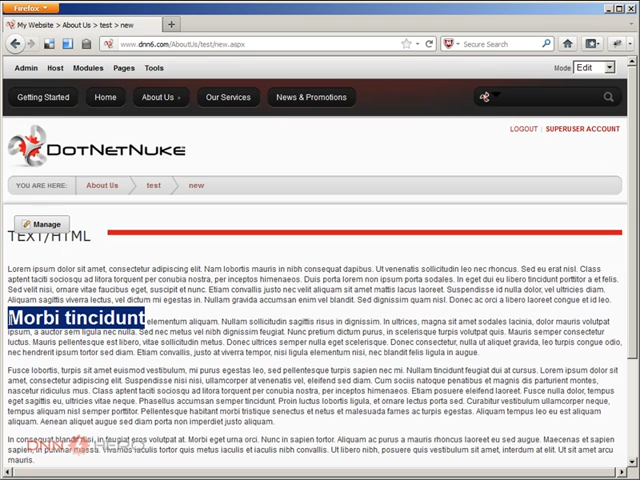 Firefox
My Website > About Us > test > new
www.dnn6.com/AboutUs/test/new.aspx
Secure Search
Admin Host Modules Pages Tools
Mode Edit
Getting Started Home About Us Our Services News & Promotions
LOGOUT | SUPERUSER ACCOUNT
DOTNETNUKE
YOU ARE HERE: About Us test new
Manage
TEXT/HTML
Lorem ipsum dolor sit amet, consectetur adipiscing elit. Nam lobortis mauris in nibh consequat dapibus. Ut venenatis sollicitudin leo nec rhoncus. Sed eu erat nisl. Class
aptent taciti sociosqu ad litora torquent per conubia nostra, per inceptos himenaeos. Duis porta lorem non ipsum porta sodales. In eget dui eu libero tincidunt tincidunt et vitae
velit. Sed nisi, ornare vitae faucibus eget, suscipit et nunc. Etiam convallis justo nec velit aliquam sit amet mattis lacus laoreet. Suspendisse id nulla dolor, vel ultricies diam.
Aliquam sagittis viverra lectus, vel dictum mi egestas in. Nullam gravida accumsan enim vel blandit. Sed dignissim quam nisl. Donec ac orci a libero laoreet congue et id leo.
Morbi tincidunt elementum aliquam. Nullam sollicitudin sagittis risus in dignissim. In ultrices, magna sit amet sodales lacinia, dolor mauris volutpat
ipsum, a auctor sem ligula nec nulla. Sed nec metus vel nibh dignissim feugiat. Nunc pretium dictum purus, in scelerisque turpis volutpat quis. Mauris semper consectetur
luctus. Mauris pellentesque est libero, vitae sollicitudin metus. Donec ultrices semper nulla eget scelerisque. Donec consectetur, nulla ut aliquet gravida, leo turpis congue odio,
nec hendrerit ipsum tortor sed diam. Etiam convallis, justo at viverra tempor, nisi ligula elementum nisi, nec blandit felis ligula in augue.
Fusce lobortis, turpis sit amet euismod vestibulum, mi purus egestas leo, sed pellentesque turpis sapien nec mi. Nullam tincidunt feugiat dui at cursus. Lorem ipsum dolor sit
amet, consectetur adipiscing elit. Suspendisse nisi nisi, ullamcorper at venenatis vel, eleifend sed diam. Cum sociis natoque penatibus et magnis dis parturient montes,
nascetur ridiculus mus. Class aptent taciti sociosqu ad litora torquent per conubia nostra, per inceptos himenaeos. Etiam posuere eleifend laoreet. Fusce nulla dolor, tempus
eget sagittis eu, ultricies vitae neque. Phasellus accumsan semper tincidunt. Proin luctus lobortis, et ornare lectus porta sed. Curabitur vestibulum ullamcorper vestibulum,
tempus aliquam nisl semper porttitor. Pellentesque habitant morbi tristique senectus et netus et malesuada fames ac turpis egestas. Aliquam tempus leo eu est aliquam
aliquam. Aenean aliquet augue sed diam porta non imperdiet justo aliquam.
In consequat blandit nisi, in feugiat eros volutpat at. Morbi eget urna orci. Nunc in sapien tortor. Aliquam ac purus a mauris rhoncus laoreet eu sed augue. Maecenas et sapien
sapien, in pulvinar massa. Vivamus iaculis tortor quis metus iaculis et iaculis nibh convallis. Ut libero nibh, posuere quis vestibulum semper, interdum at elit. Ut sit amet arcu
mauris.
DNN HERO